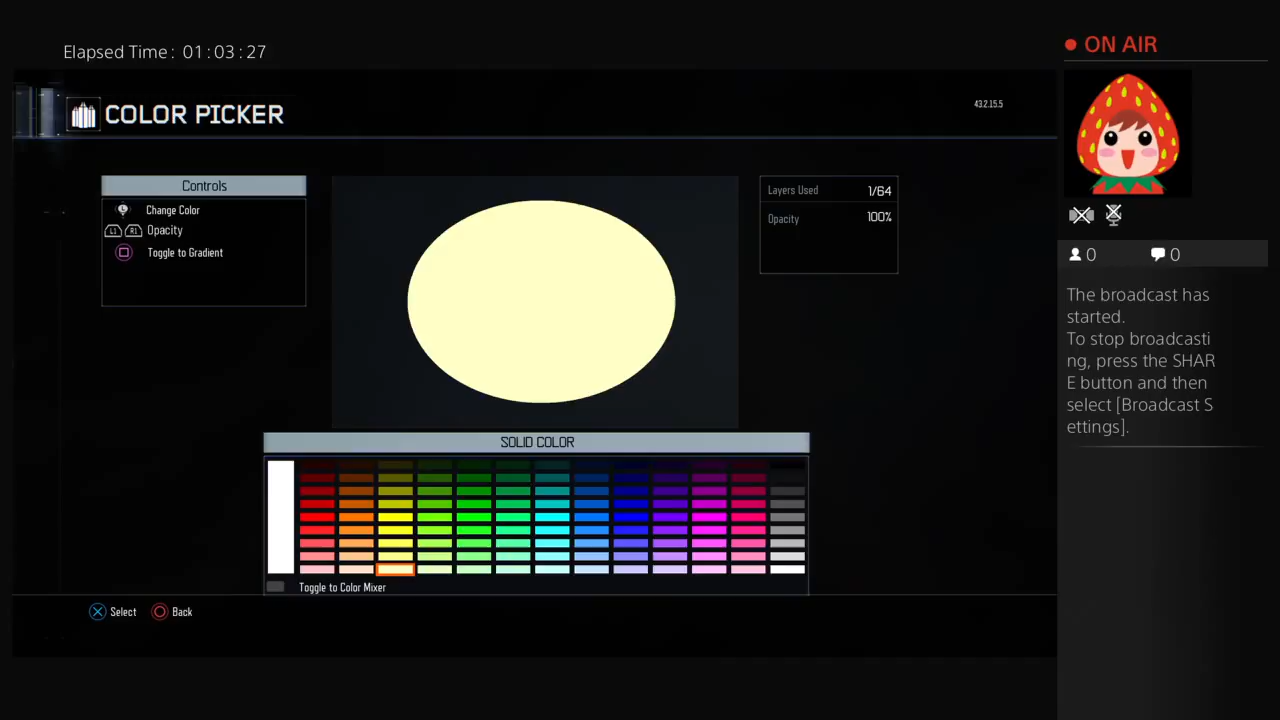 Elapsed Time: 01:03:27
ON AIR
COLOR PICKER
43.2.15.5
Controls
Change Color
L1 R1 Opacity
Toggle to Gradient
Layers Used 1/64
Opacity 100%
0 0
The broadcast has
started.
To stop broadcasti
ng, press the SHAR
E button and then
select [Broadcast S
ettings].
SOLID COLOR
Toggle to Color Mixer
Select Back